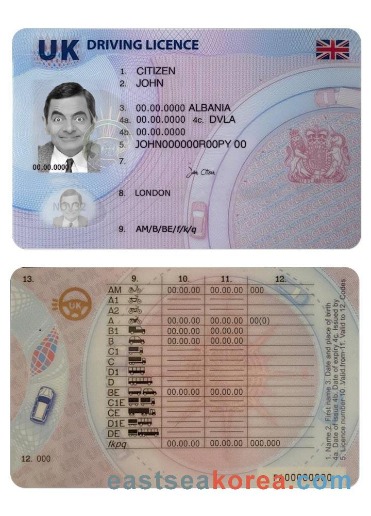 UK DRIVING LICENCE
1. CITIZEN
2. JOHN
3. 00.00.0000 ALBANIA
4a. 00.00.0000 4c. DVLA
4b. 00.00.0000
5. JOHN000000R00PY 00
7.
00.00.0000
8. LONDON
9. AM/B/BE/f/k/q
13. 9. 10. 11. 12.
AM 00.00.00 00.00.00 000
A1
A2
A 00.00.00 00.00.00 00(0)
B1 00.00.00 00.00.00
B 00.00.00 00.00.00
C1
C
D1
D
BE 00.00.00 00.00.00
C1E
CE
D1E
DE
fkpq 00.00.00 00.00.00 000,000
UK
12. 000
1. Name 2. First name 3. Date and place of birth
4a. Date of issue 4b. Date of expiry 4c. Issued by
5. Licence number 10. Valid from 11. Valid to 12. Codes
eastseakorea.com